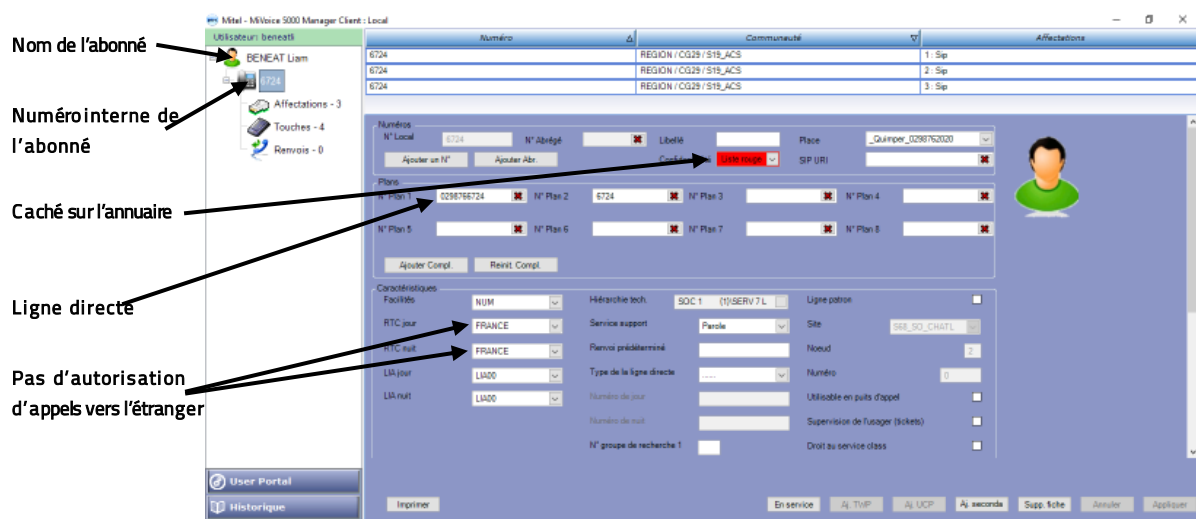 Mitel - MiVoice 5000 Manager Client : Local
Utilisateur: beneatli
Numéro Communauté Affectations
6724 REGION / CG29 / S19_ACS 1 : Sip
6724 REGION / CG29 / S19_ACS 2 : Sip
6724 REGION / CG29 / S19_ACS 3 : Sip
Nom de l'abonné
BENEAT Liam
6724
Affectations - 3
Touches - 4
Renvois - 0
Numéro interne de
l'abonné
Caché sur l'annuaire
Ligne directe
Pas d'autorisation
d'appels vers l'étranger
Numéros
N° Local 6724 N° Abrégé Libellé Place _Quimper_0298762020
Ajouter un N° Ajouter Abr. Liste rouge SIP URI
Plans
N° Plan 1 0298766724 N° Plan 2 6724 N° Plan 3 N° Plan 4
N° Plan 5 N° Plan 6 N° Plan 7 N° Plan 8
Ajouter Compl. Reinit. Compl.
Caractéristiques
Facilités NUM Hiérarchie tech. SOC 1 (1)\SERV 7 L Ligne patron
RTC jour FRANCE Service support Parole Site S68_SO_CHATL
RTC nuit FRANCE Renvoi prédéterminé Noeud 2
LIA jour LIA00 Type de la ligne directe ...... Numéro 0
LIA nuit LIA00 Numéro de jour Utilisable en puits d'appel
Numéro de nuit Supervision de l'usager (tickets)
N° groupe de recherche 1 Droit au service class
User Portal
Historique
Imprimer En service Aj. TWP Aj. UCP Aj. seconde Supp. fiche Annuler Appliquer